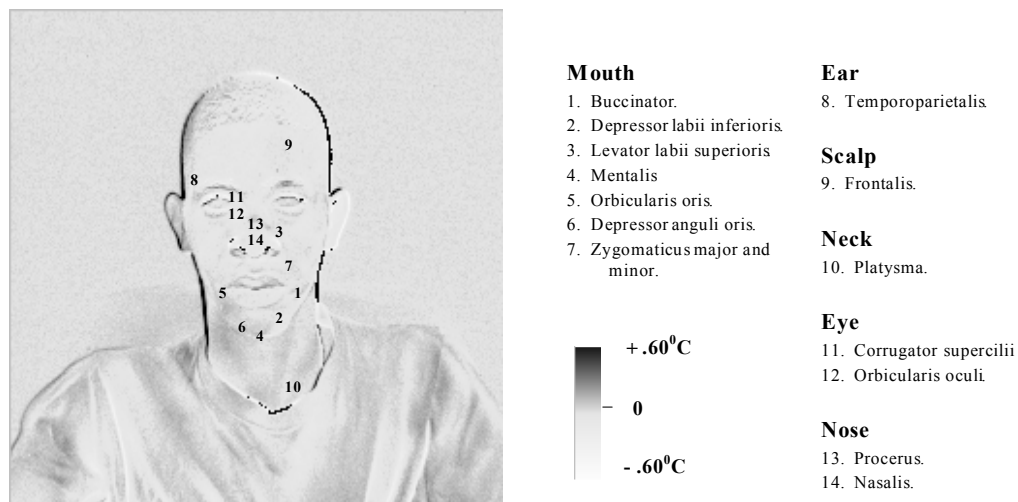 9
8
11
12
13
3
14
7
5
1
2
6
4
10
Mouth
1. Buccinator.
2. Depressor labii inferioris.
3. Levator labii superioris.
4. Mentalis
5. Orbicularis oris.
6. Depressor anguli oris.
7. Zygomaticus major and
minor.
+ .60⁰C
0
- .60⁰C
Ear
8. Temporoparietalis.
Scalp
9. Frontalis.
Neck
10. Platysma.
Eye
11. Corrugator supercilii
12. Orbicularis oculi.
Nose
13. Procerus.
14. Nasalis.